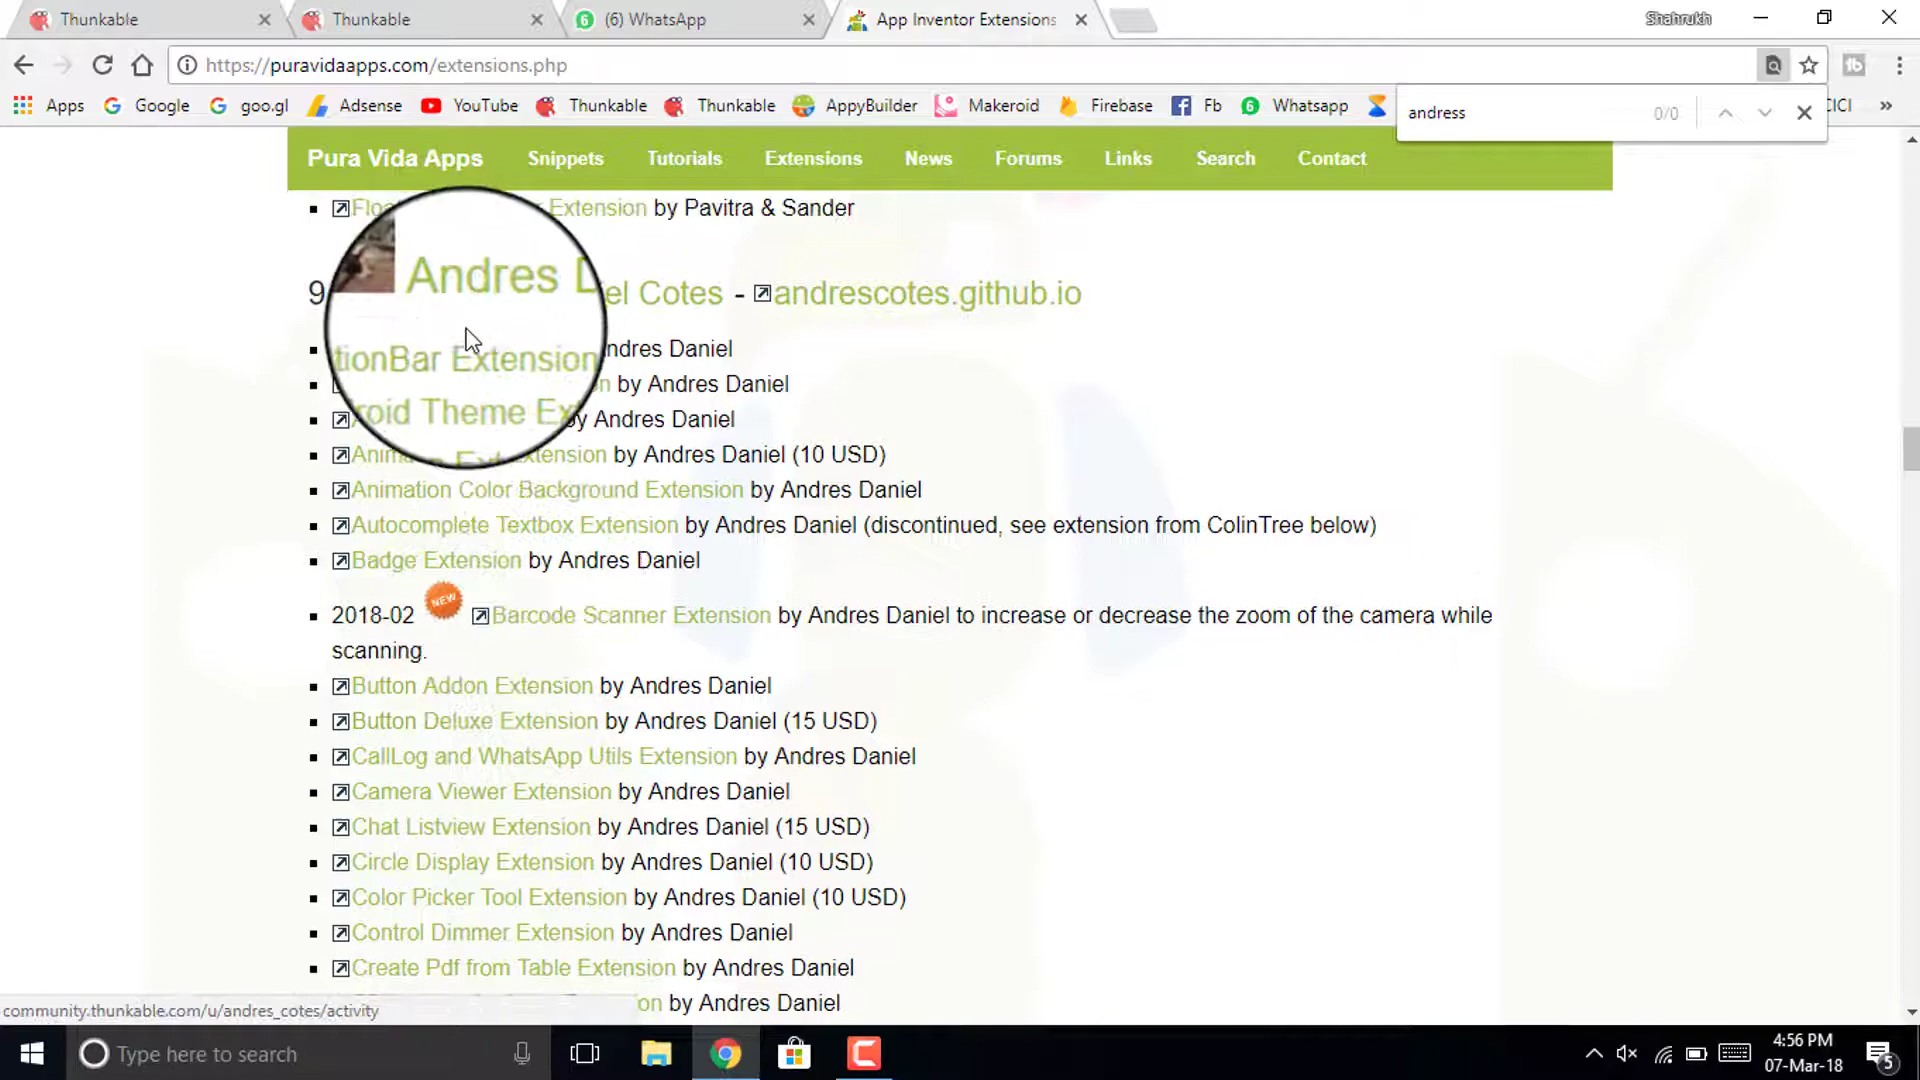 Thunkable
Thunkable
(6) WhatsApp
App Inventor Extensions
Shahrukh
https://puravidaapps.com/extensions.php
Apps Google goo.gl Adsense YouTube Thunkable Thunkable AppyBuilder Makeroid Firebase Fb Whatsapp ICICI »
andress 0/0
Pura Vida Apps Snippets Tutorials Extensions News Forums Links Search Contact
Extension by Pavitra & Sander
9 Andres Cotes - andrescotes.github.io
Extension Andres Daniel
by Andres Daniel
Theme by Andres Daniel
Extension by Andres Daniel (10 USD)
Animation Color Background Extension by Andres Daniel
Autocomplete Textbox Extension by Andres Daniel (discontinued, see extension from ColinTree below)
Badge Extension by Andres Daniel
2018-02 NEW Barcode Scanner Extension by Andres Daniel to increase or decrease the zoom of the camera while
scanning.
Button Addon Extension by Andres Daniel
Button Deluxe Extension by Andres Daniel (15 USD)
CallLog and WhatsApp Utils Extension by Andres Daniel
Camera Viewer Extension by Andres Daniel
Chat Listview Extension by Andres Daniel (15 USD)
Circle Display Extension by Andres Daniel (10 USD)
Color Picker Tool Extension by Andres Daniel (10 USD)
Control Dimmer Extension by Andres Daniel
Create Pdf from Table Extension by Andres Daniel
by Andres Daniel
community.thunkable.com/u/andres_cotes/activity
Type here to search
4:56 PM
07-Mar-18
5